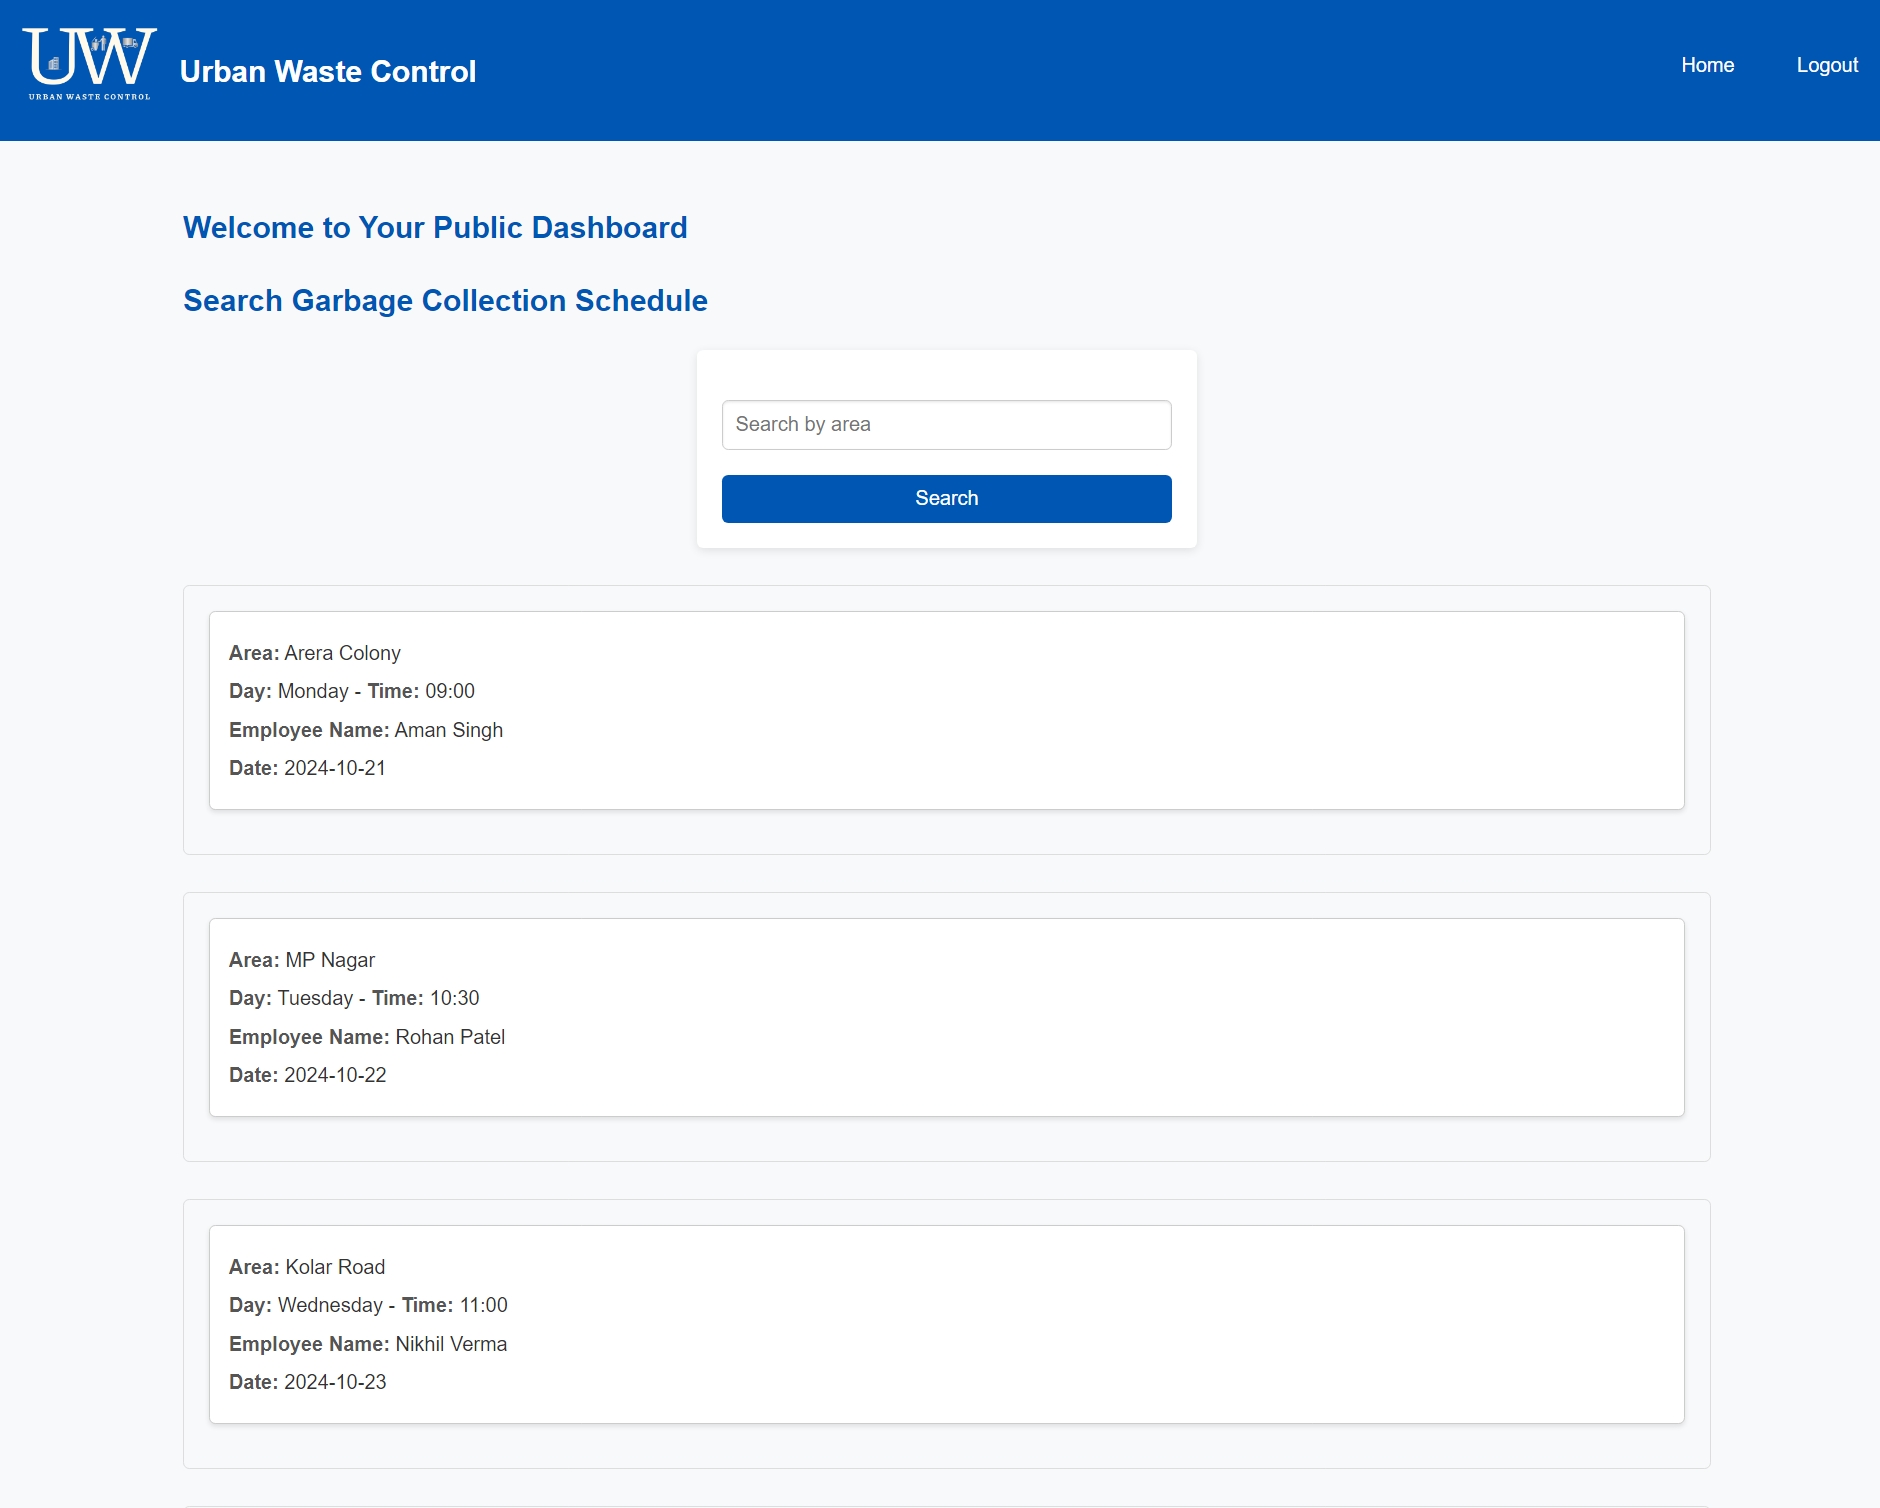 UW
URBAN WASTE CONTROL
Urban Waste Control
Home
Logout
Welcome to Your Public Dashboard
Search Garbage Collection Schedule
Search by area
Search
Area: Arera Colony
Day: Monday - Time: 09:00
Employee Name: Aman Singh
Date: 2024-10-21
Area: MP Nagar
Day: Tuesday - Time: 10:30
Employee Name: Rohan Patel
Date: 2024-10-22
Area: Kolar Road
Day: Wednesday - Time: 11:00
Employee Name: Nikhil Verma
Date: 2024-10-23